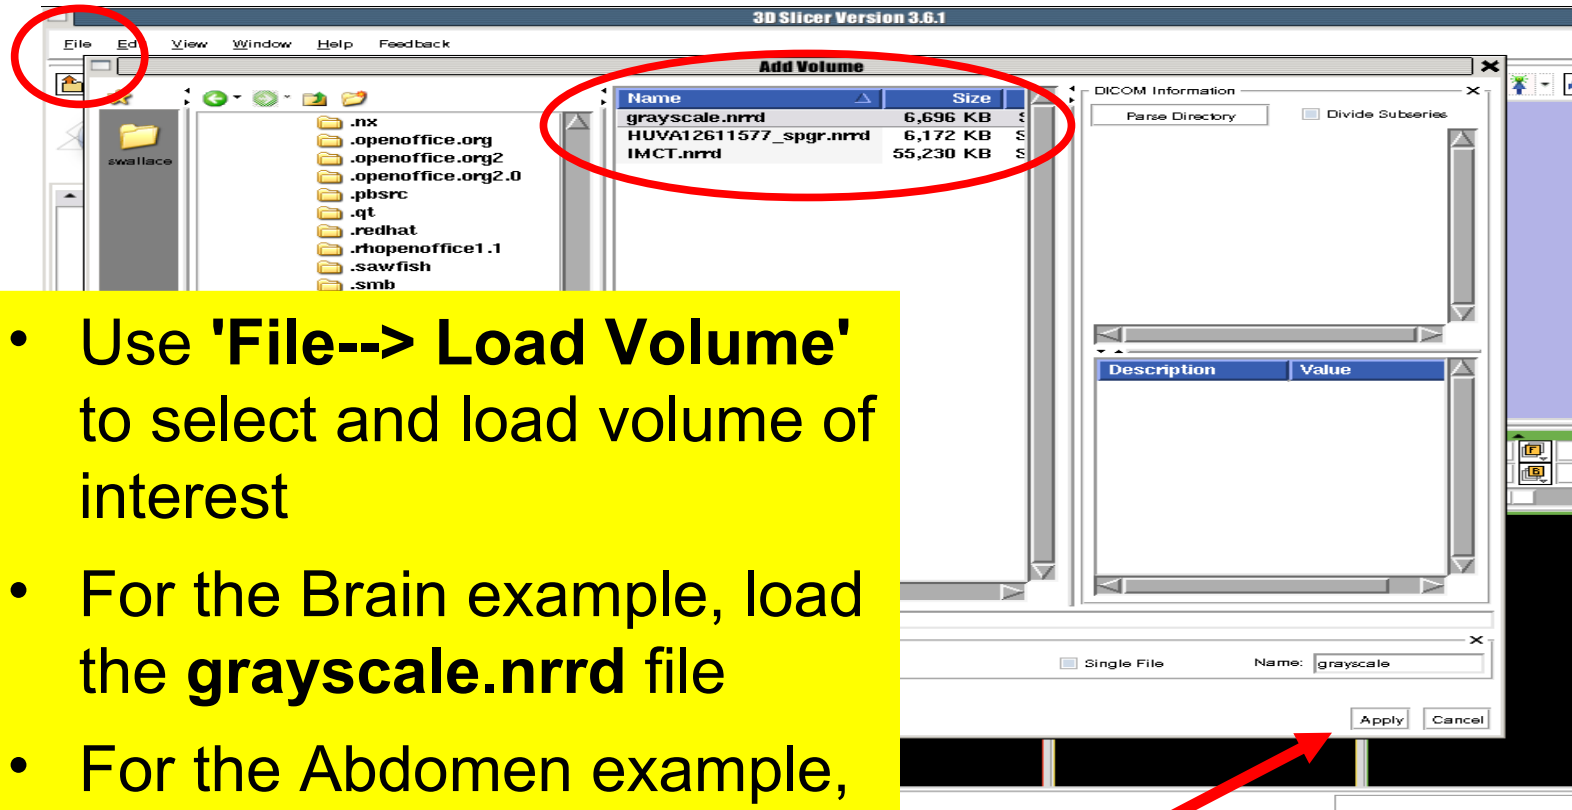 3D Slicer Version 3.6.1
File Ed View Window Help Feedback
Add Volume
Name Size
DICOM Information
grayscale.nrrd 6,696 KB S
Parse Directory Divide Subseries
HUVA12611577_spgr.nrrd 6,172 KB S
IMCT.nrrd 55,230 KB S
swallace
.nx
.openoffice.org
.openoffice.org2
.openoffice.org2.0
.pbsrc
.qt
.redhat
.rhopenoffice1.1
.sawfish
.smb
Description Value
F
B
• Use 'File--> Load Volume'
to select and load volume of
interest
• For the Brain example, load
the grayscale.nrrd file
• For the Abdomen example,
Single File Name: grayscale
Apply Cancel